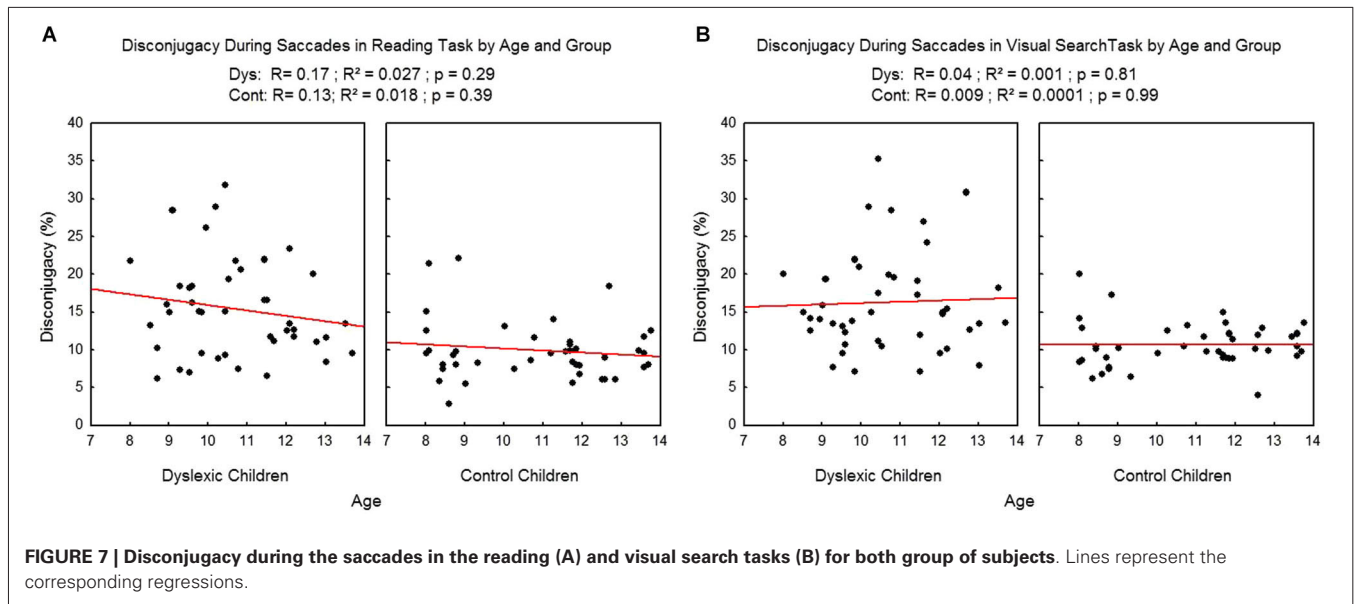 A
Disconjugacy During Saccades in Reading Task by Age and Group
Dys: R= 0.17 ; R² = 0.027 ; p = 0.29
Cont: R= 0.13; R² = 0.018 ; p = 0.39
Disconjugacy (%)
40
35
30
25
20
15
10
5
0
7 8 9 10 11 12 13 14
7 8 9 10 11 12 13 14
Dyslexic Children Control Children
Age
B
Disconjugacy During Saccades in Visual SearchTask by Age and Group
Dys: R= 0.04 ; R² = 0.001 ; p = 0.81
Cont: R= 0.009 ; R² = 0.0001 ; p = 0.99
Disconjugacy (%)
40
35
30
25
20
15
10
5
0
7 8 9 10 11 12 13 14
7 8 9 10 11 12 13 14
Dyslexic Children Control Children
Age
FIGURE 7 | Disconjugacy during the saccades in the reading (A) and visual search tasks (B) for both group of subjects. Lines represent the
corresponding regressions.